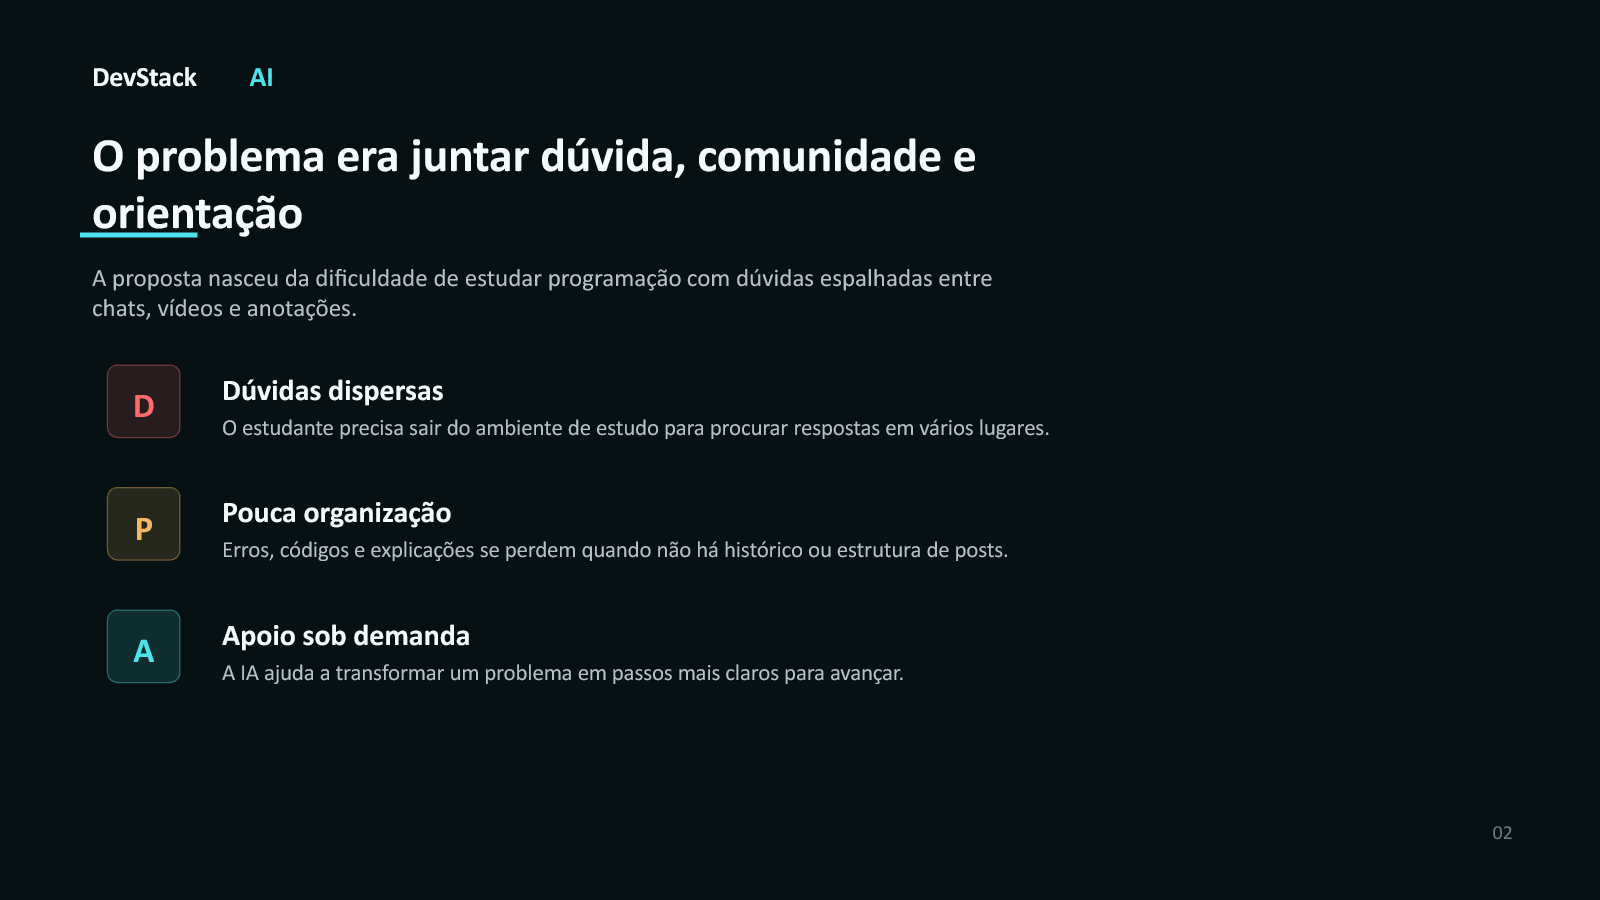 DevStack AI
O problema era juntar dúvida, comunidade e
orientação
A proposta nasceu da dificuldade de estudar programação com dúvidas espalhadas entre
chats, vídeos e anotações.
D
Dúvidas dispersas
O estudante precisa sair do ambiente de estudo para procurar respostas em vários lugares.
P
Pouca organização
Erros, códigos e explicações se perdem quando não há histórico ou estrutura de posts.
A
Apoio sob demanda
A IA ajuda a transformar um problema em passos mais claros para avançar.
02